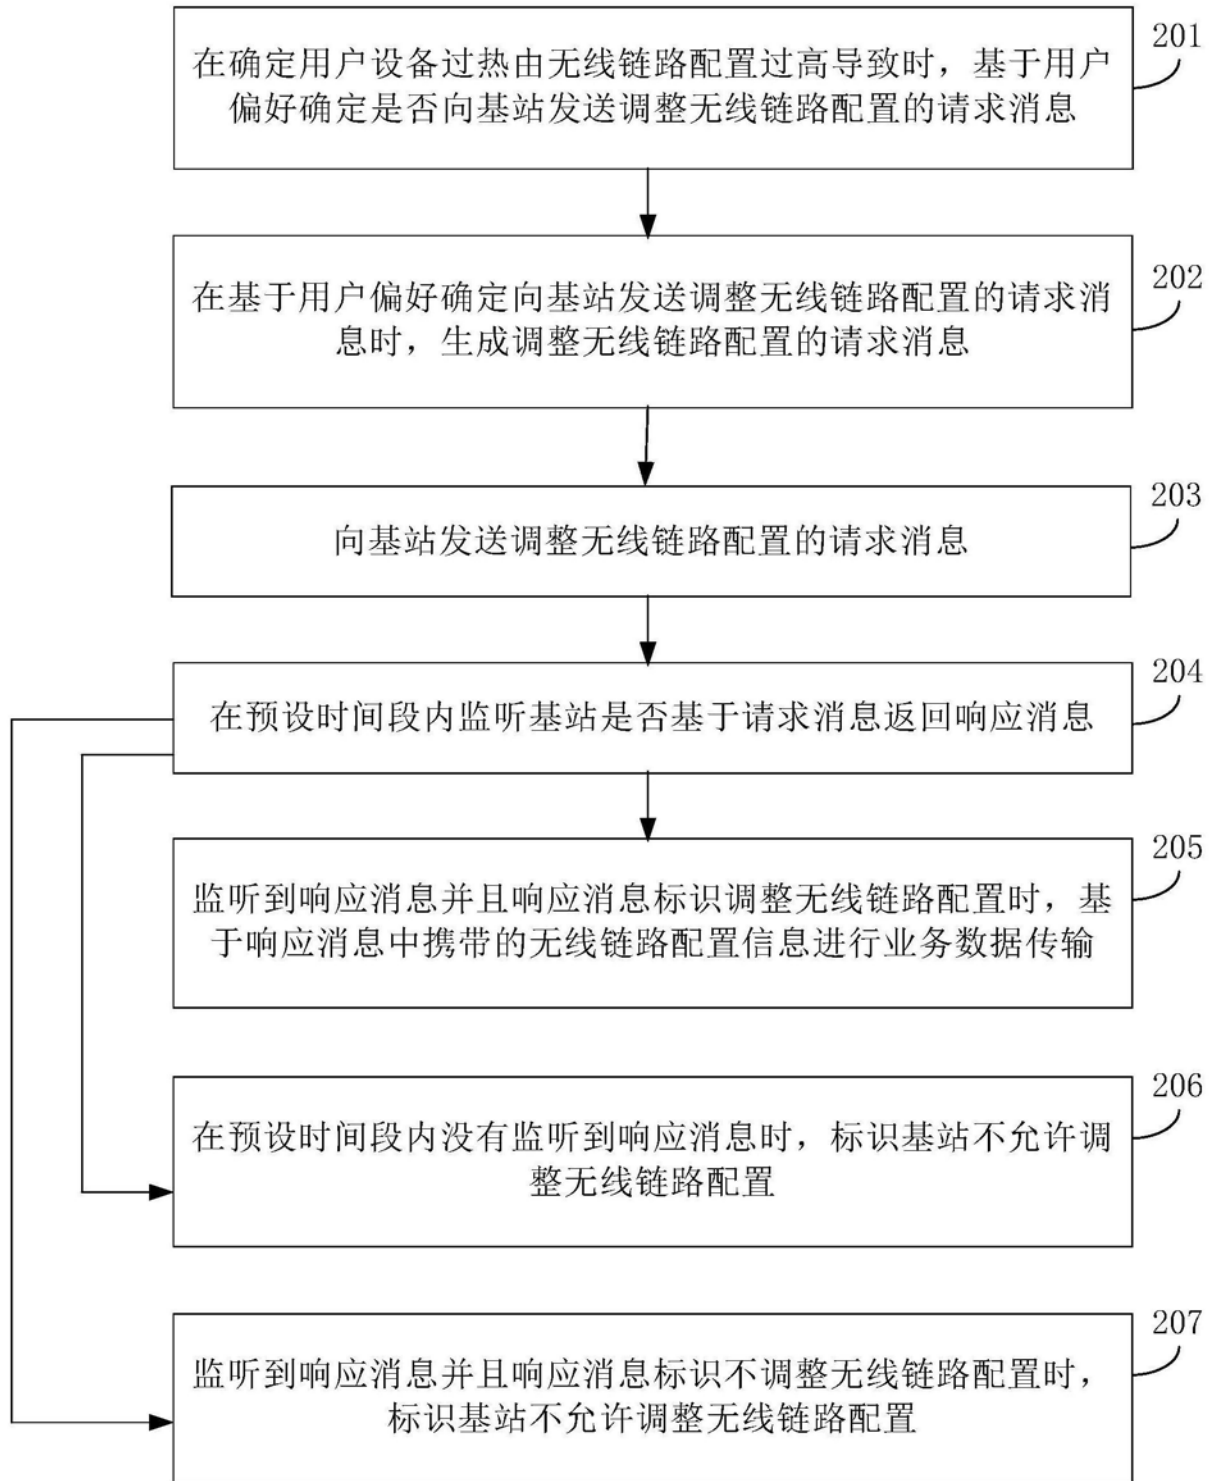 201
在确定用户设备过热由无线链路配置过高导致时，基于用户
偏好确定是否向基站发送调整无线链路配置的请求消息
202
在基于用户偏好确定向基站发送调整无线链路配置的请求消
息时，生成调整无线链路配置的请求消息
203
向基站发送调整无线链路配置的请求消息
204
在预设时间段内监听基站是否基于请求消息返回响应消息
205
监听到响应消息并且响应消息标识调整无线链路配置时，基
于响应消息中携带的无线链路配置信息进行业务数据传输
206
在预设时间段内没有监听到响应消息时，标识基站不允许调
整无线链路配置
207
监听到响应消息并且响应消息标识不调整无线链路配置时，
标识基站不允许调整无线链路配置